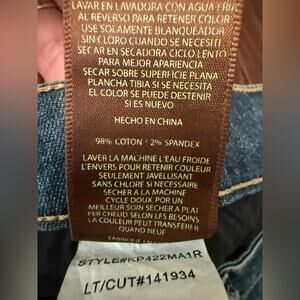 LAVAR EN LAVADORA CON AGUA FRIA
AL REVERSO PARA RETENER COLOR
USE SOLAMENTE BLANQUEADOR
SIN CLORO CUANDO SE NECESITE
SECAR EN SECADORA CICLO LENTO
PARA MEJOR APARIENCIA
SECAR SOBRE SUPERFICIE PLANA
PLANCHA TIBIA SI ES NECESARIO
EL COLOR SE PUEDE DESTENIR
SI ES NUEVO
HECHO EN CHINA
98% COTON / 2% SPANDEX
LAVER LA MACHINE L'EAU FROIDE
L'ENVERS POUR RETENIR COULEUR
SEULEMENT JAVELLISANT
SANS CHLORE SI NECESSAIRE
SECHER A LA MACHINE
CYCLE DOUX POUR UN
MEILLEUR SOIN SECHER A PLAT
FER CHEUD SELON LES BESOINS
LA COULEUR PEUT TRANSFERER
QUAND NEUF
STYLE#KP422MA1R
LT/CUT#141934